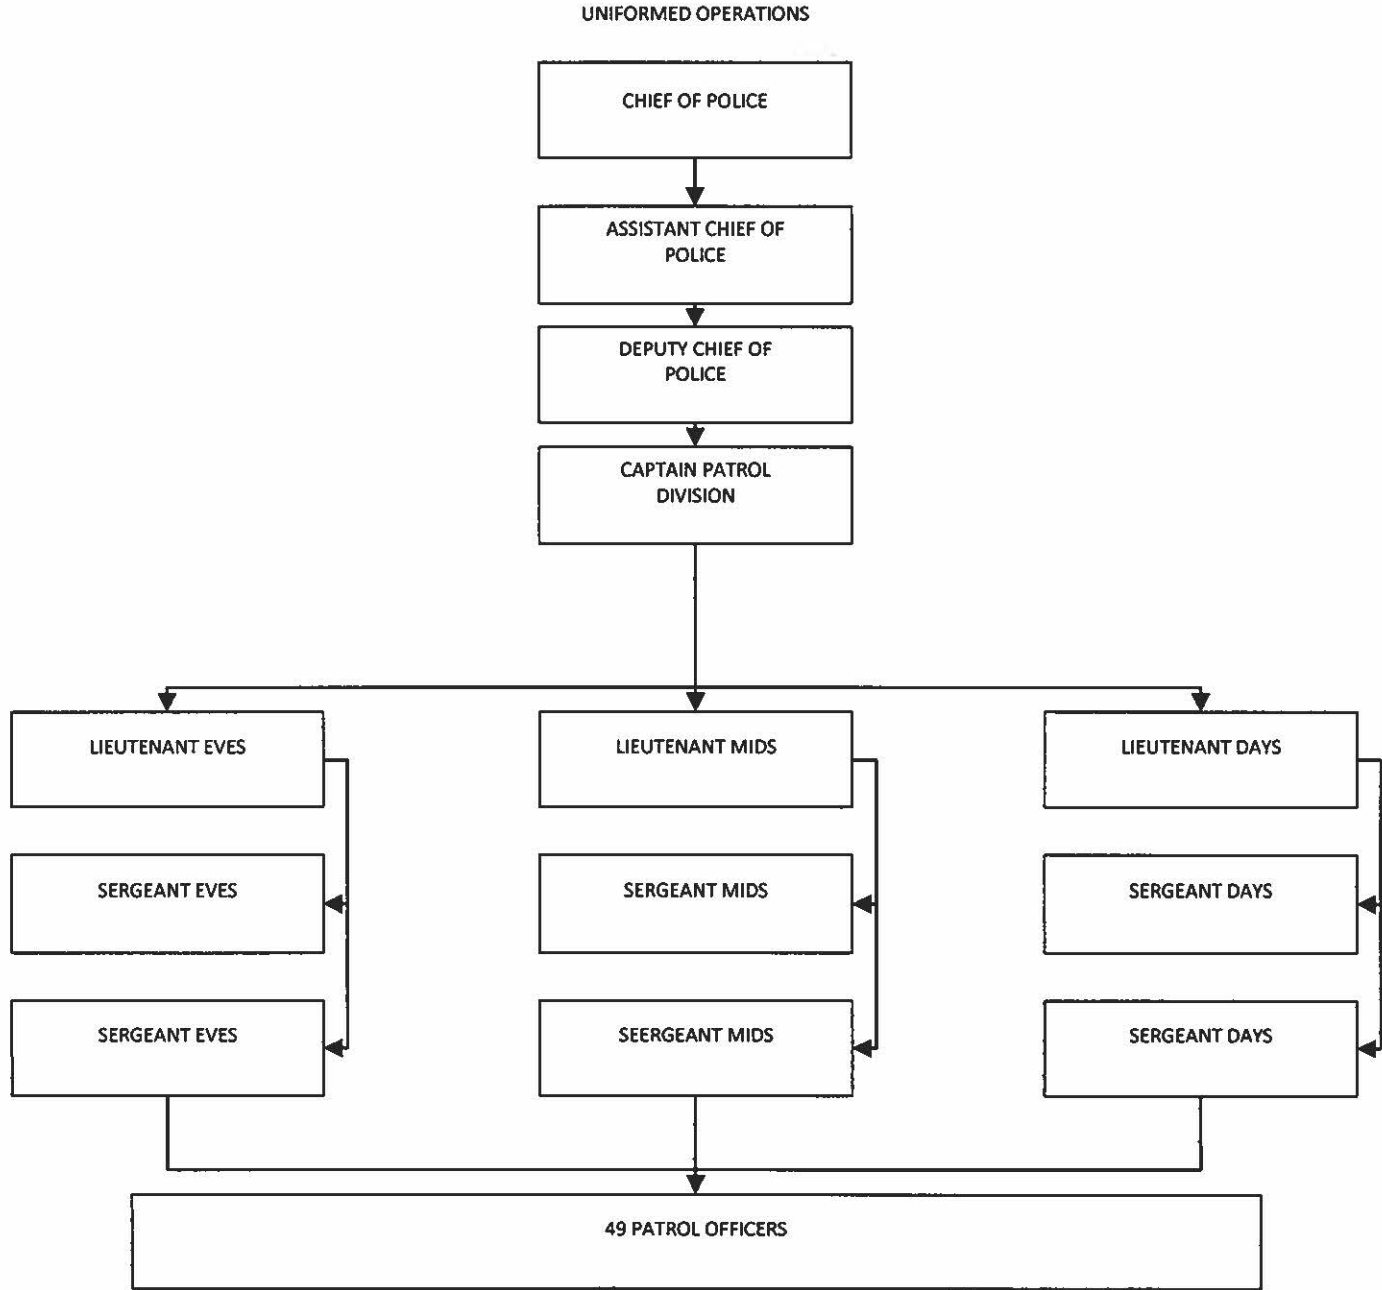 UNIFORMED OPERATIONS
CHIEF OF POLICE
ASSISTANT CHIEF OF
POLICE
DEPUTY CHIEF OF
POLICE
CAPTAIN PATROL
DIVISION
LIEUTENANT EVES
LIEUTENANT MIDS
LIEUTENANT DAYS
SERGEANT EVES
SERGEANT MIDS
SERGEANT DAYS
SERGEANT EVES
SEERGEANT MIDS
SERGEANT DAYS
49 PATROL OFFICERS